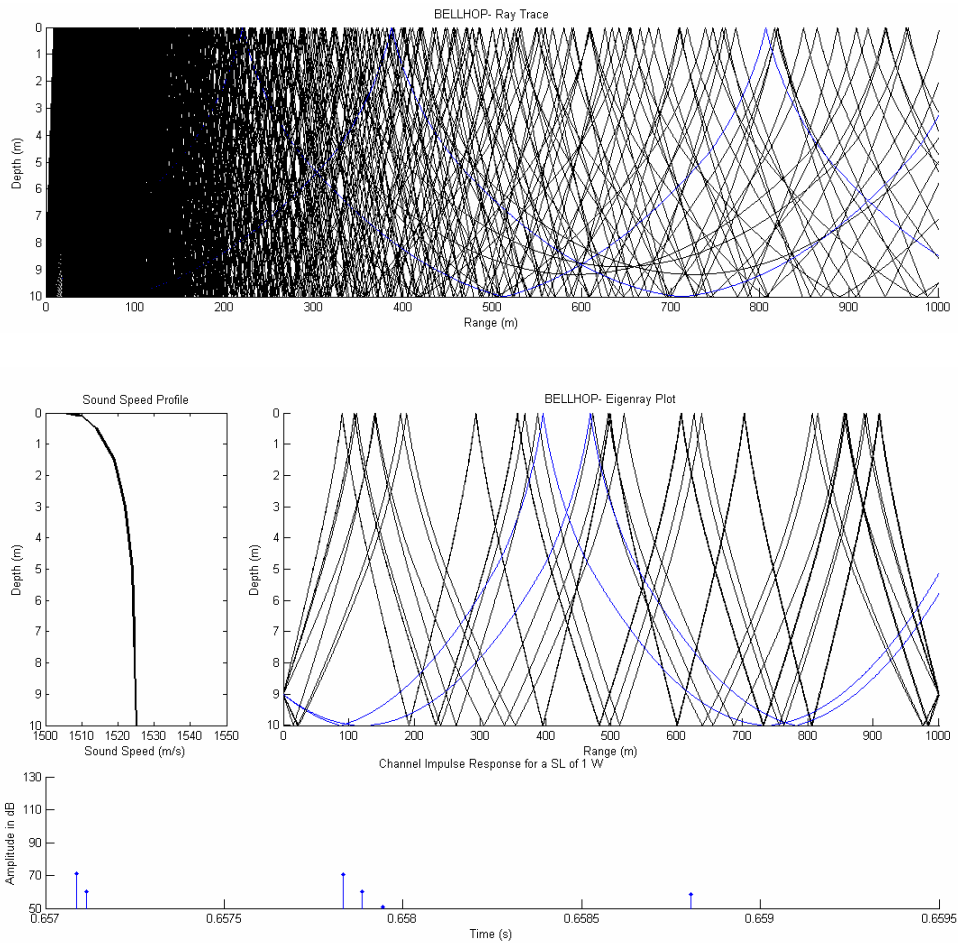 BELLHOP- Ray Trace
Depth (m)
0
1
2
3
4
5
6
7
8
9
10
0 100 200 300 400 500 600 700 800 900 1000
Range (m)
Sound Speed Profile
Depth (m)
0
1
2
3
4
5
6
7
8
9
10
1500 1510 1520 1530 1540 1550
Sound Speed (m/s)
BELLHOP- Eigenray Plot
Depth (m)
0
1
2
3
4
5
6
7
8
9
10
0 100 200 300 400 500 600 700 800 900 1000
Range (m)
Channel Impulse Response for a SL of 1 W
Amplitude in dB
130
110
90
70
50
0.657 0.6575 0.658 0.6585 0.659 0.6595
Time (s)